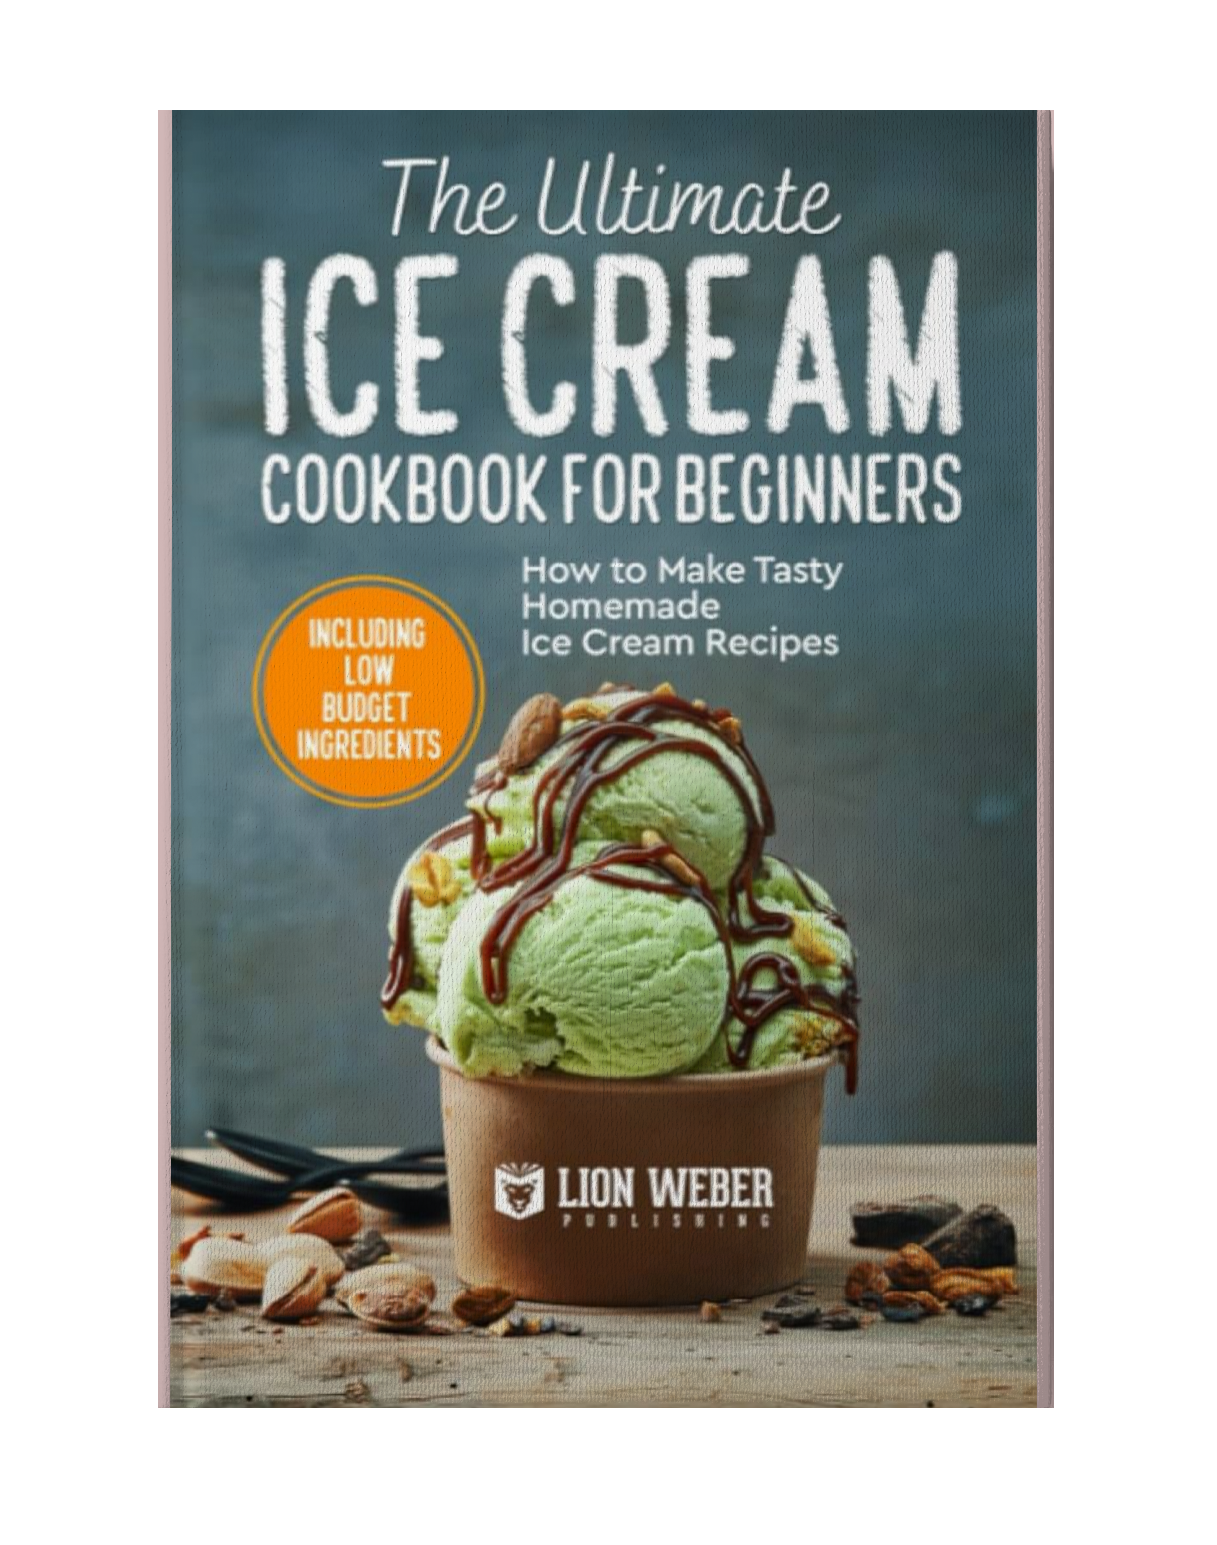 The Ultimate
ICE CREAM
COOKBOOK FOR BEGINNERS
How to Make Tasty
Homemade
Ice Cream Recipes
INCLUDING
LOW
BUDGET
INGREDIENTS
LION WEBER
PUBLISHING